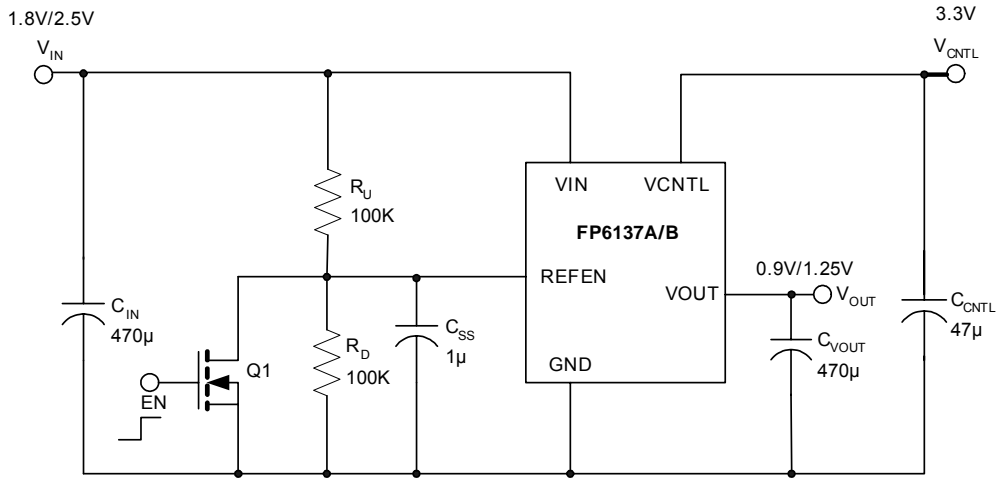 1.8V/2.5V
V_IN
3.3V
V_CNTL
R_U
100K
VIN
VCNTL
FP6137A/B
REFEN
VOUT
GND
0.9V/1.25V
V_OUT
C_IN
470µ
C_SS
1µ
R_D
100K
Q1
EN
C_VOUT
470µ
C_CNTL
47µ